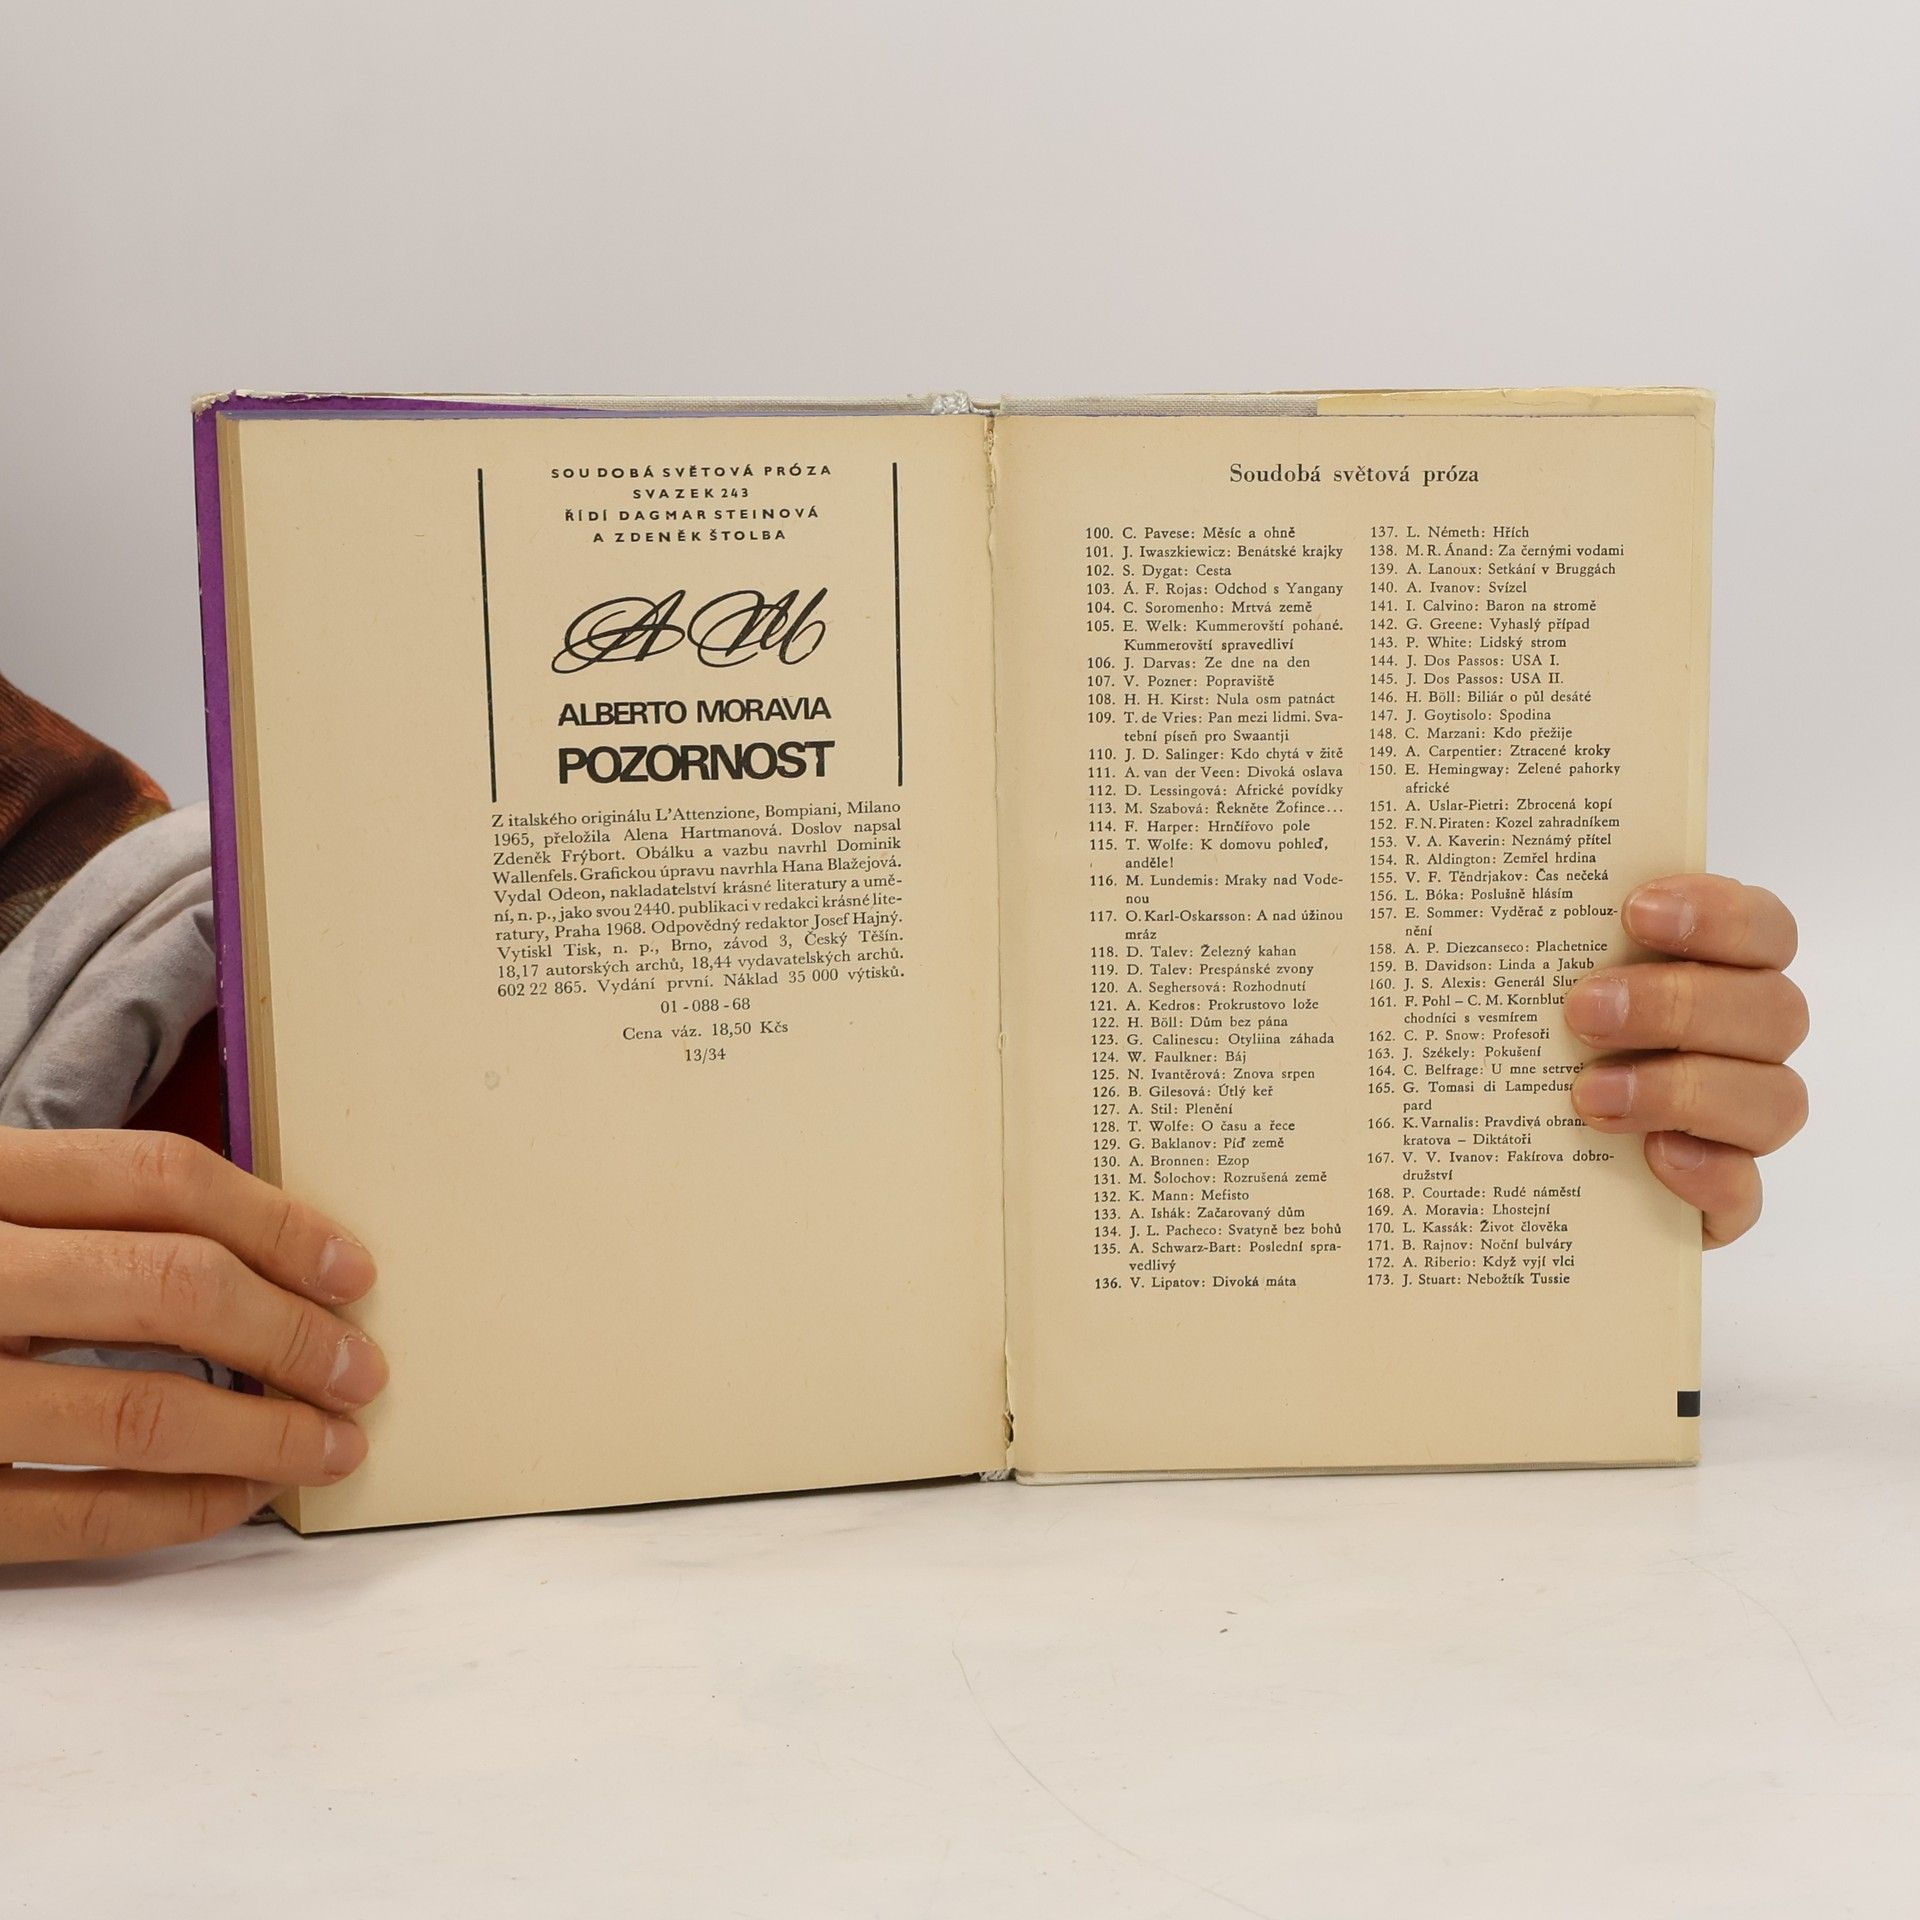 SOUDOBÁ SVĚTOVÁ PRÓZA
SVAZEK 243
ŘÍDÍ DAGMAR STEINOVÁ
A ZDENĚK ŠTOLBA
AM
ALBERTO MORAVIA
POZORNOST
Z italského originálu L'Attenzione, Bompiani, Milano
1965, přeložila Alena Hartmanová. Doslov napsal
Zdeněk Frýbort. Obálku a vazbu navrhl Dominik
Wallenfels. Grafickou úpravu navrhla Hana Blažejová.
Vydal Odeon, nakladatelství krásné literatury a umě-
ní, n. p., jako svou 2440. publikaci v redakci krásné lite-
ratury, Praha 1968. Odpovědný redaktor Josef Hajný.
Vytiskl Tisk, n. p., Brno, závod 3, Český Těšín.
18,17 autorských archů, 18,44 vydavatelských archů.
602 22 865. Vydání první. Náklad 35 000 výtisků.
01 - 088 - 68
Cena váz. 18,50 Kčs
13/34
Soudobá světová próza
100. C. Pavese: Měsíc a ohně
101. J. Iwaszkiewicz: Benátské krajky
102. S. Dygat: Cesta
103. Á. F. Rojas: Odchod s Yangany
104. C. Soromenho: Mrtvá země
105. E. Welk: Kummerovští pohané.
Kummerovští spravedliví
106. J. Darvas: Ze dne na den
107. V. Pozner: Popraviště
108. H. H. Kirst: Nula osm patnáct
109. T. de Vries: Pan mezi lidmi. Sva-
tební píseň pro Swaantji
110. J. D. Salinger: Kdo chytá v žitě
111. A. van der Veen: Divoká oslava
112. D. Lessingová: Africké povídky
113. M. Szabová: Řekněte Žofince...
114. F. Harper: Hrnčířovo pole
115. T. Wolfe: K domovu pohleď,
anděle!
116. M. Lundemis: Mraky nad Vode-
nou
117. O. Karl-Oskarsson: A nad úžinou
mráz
118. D. Talev: Železný kahan
119. D. Talev: Prespánské zvony
120. A. Seghersová: Rozhodnutí
121. A. Kedros: Prokrustovo lože
122. H. Böll: Dům bez pána
123. G. Calinescu: Otyliina záhada
124. W. Faulkner: Báj
125. N. Ivantěrová: Znova srpen
126. B. Gilesová: Útlý keř
127. A. Stil: Plenění
128. T. Wolfe: O času a řece
129. G. Baklanov: Píď země
130. A. Bronnen: Ezop
131. M. Šolochov: Rozrušená země
132. K. Mann: Mefisto
133. A. Ishák: Začarovaný dům
134. J. L. Pacheco: Svatyně bez bohů
135. A. Schwarz-Bart: Poslední spra-
vedlivý
136. V. Lipatov: Divoká máta
137. L. Németh: Hřích
138. M. R. Ánand: Za černými vodami
139. A. Lanoux: Setkání v Bruggách
140. A. Ivanov: Svízel
141. I. Calvino: Baron na stromě
142. G. Greene: Vyhaslý případ
143. P. White: Lidský strom
144. J. Dos Passos: USA I.
145. J. Dos Passos: USA II.
146. H. Böll: Biliár o půl desáté
147. J. Goytisolo: Spodina
148. C. Marzani: Kdo přežije
149. A. Carpentier: Ztracené kroky
150. E. Hemingway: Zelené pahorky
africké
151. A. Uslar-Pietri: Zbrocená kopí
152. F. N. Piraten: Kozel zahradníkem
153. V. A. Kaverin: Neznámý přítel
154. R. Aldington: Zemřel hrdina
155. V. F. Těndrjakov: Čas nečeká
156. L. Bóka: Poslušně hlásím
157. E. Sommer: Vyděrač z poblouz-
nění
158. A. P. Diezcanseco: Plachetnice
159. B. Davidson: Linda a Jakub
160. J. S. Alexis: Generál
161. F. Pohl – C. M.
chodníci s vesmírem
162. C. P. Snow: Profesoři
163. J. Székely: Pokušení
164. C. Belfrage: U mne
165. G. Tomasi di
pard
166. K. Varnalis: Pravdivá
kratova – Diktátoři
167. V. V. Ivanov: Fakírova dobro-
družství
168. P. Courtade: Rudé náměstí
169. A. Moravia: Lhostejní
170. L. Kassák: Život člověka
171. B. Rajnov: Noční bulváry
172. A. Riberio: Když vyjí vlci
173. J. Stuart: Nebožtík Tussie